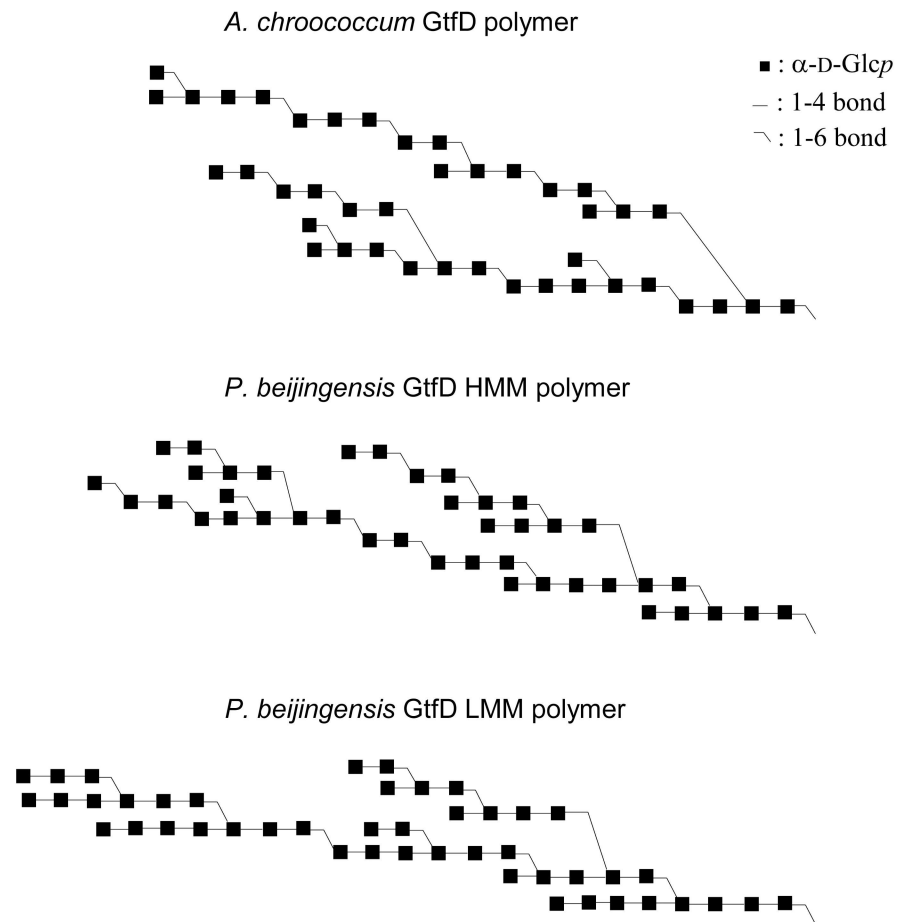 A. chroococcum GtfD polymer
■ : α-D-Glcp
— : 1-4 bond
⌝ : 1-6 bond
P. beijingensis GtfD HMM polymer
P. beijingensis GtfD LMM polymer